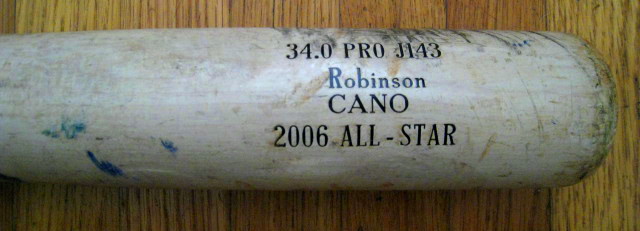 34.0 PRO J143
Robinson
CANO
2006 ALL-STAR